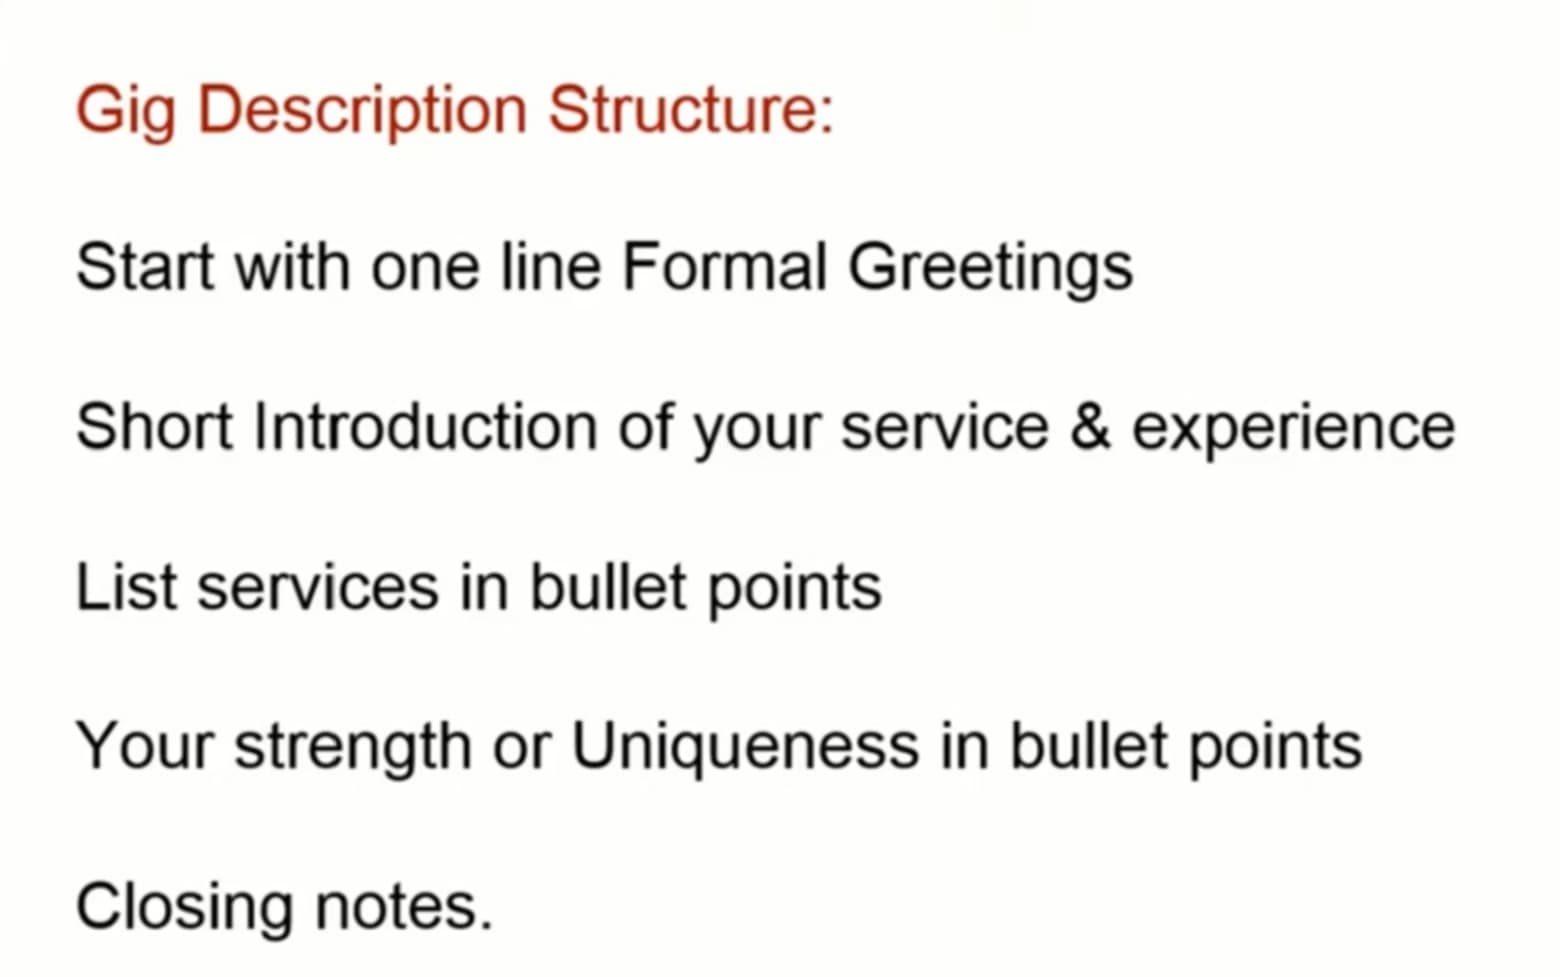 Gig Description Structure:
Start with one line Formal Greetings
Short Introduction of your service & experience
List services in bullet points
Your strength or Uniqueness in bullet points
Closing notes.